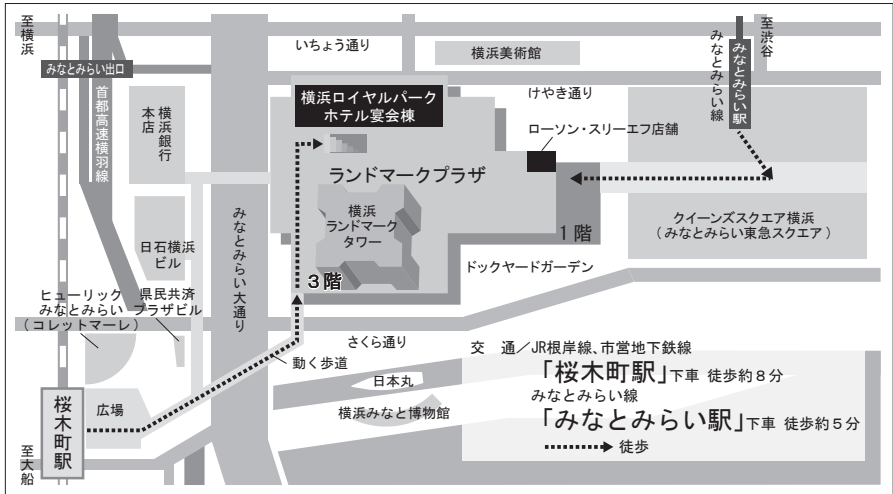 至横浜
みなとみらい出口
首都高速横羽線
横浜銀行
本店
いちょう通り
横浜美術館
みなとみらい線
みなとみらい駅
至渋谷
けやき通り
横浜ロイヤルパーク
ホテル宴会棟
ローソン・スリーエフ店舗
ランドマークプラザ
横浜
ランドマーク
タワー
1階
クイーンズスクエア横浜
（みなとみらい東急スクエア）
日石横浜
ビル
みなとみらい大通り
ドックヤードガーデン
3階
ヒューリック
みなとみらい
（コレットマーレ）
県民共済
プラザビル
さくら通り
動く歩道
広場
桜木町駅
至大船
日本丸
横浜みなと博物館
交　通／JR根岸線、市営地下鉄線
「桜木町駅」下車 徒歩約8分
みなとみらい線
「みなとみらい駅」下車 徒歩約5分
徒歩